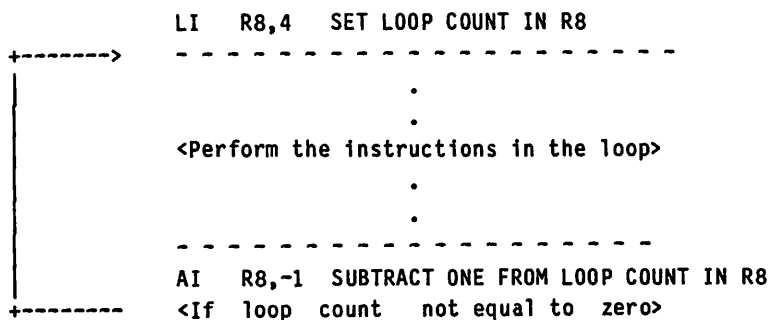 LI R8,4 SET LOOP COUNT IN R8
+-------> - - - - - - - - - - - - - - - - - - - -
.
.
<Perform the instructions in the loop>
.
.
- - - - - - - - - - - - - - - - - - -
AI R8,-1 SUBTRACT ONE FROM LOOP COUNT IN R8
+-------- <If loop count not equal to zero>